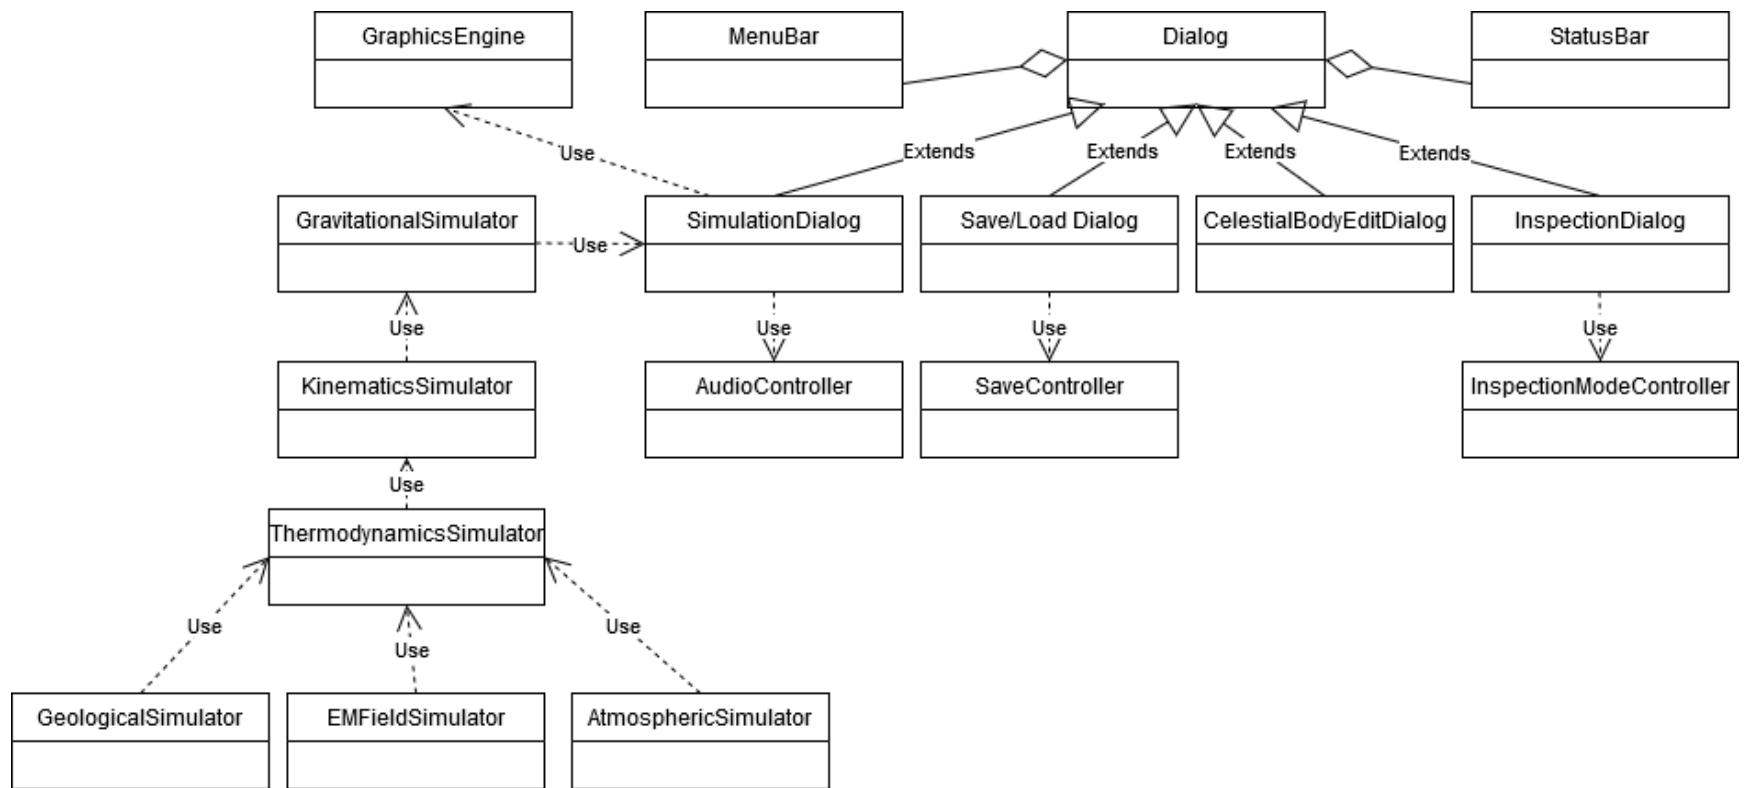 GraphicsEngine
MenuBar
Dialog
StatusBar
Use
Extends
Extends
Extends
Extends
GravitationalSimulator
SimulationDialog
Save/Load Dialog
CelestialBodyEditDialog
InspectionDialog
Use
Use
Use
Use
Use
KinematicsSimulator
AudioController
SaveController
InspectionModeController
Use
ThermodynamicsSimulator
Use
Use
Use
GeologicalSimulator
EMFieldSimulator
AtmosphericSimulator